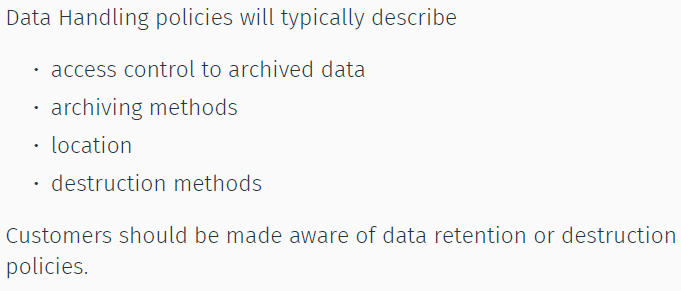 Data Handling policies will typically describe
· access control to archived data
· archiving methods
· location
· destruction methods
Customers should be made aware of data retention or destruction
policies.